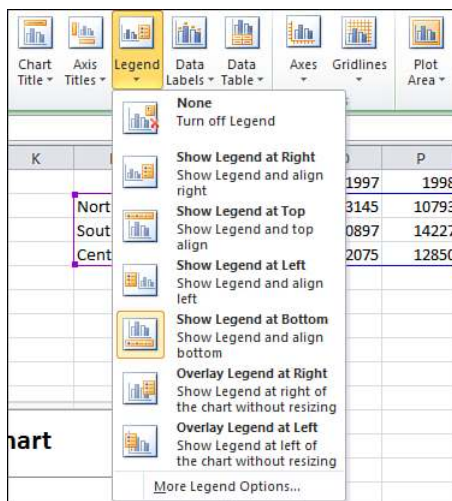 Chart Axis Legend Data Data Axes Gridlines Plot
Title Titles Labels Table Area
None
Turn off Legend
K P
Show Legend at Right
Show Legend and align
right
1997 1998
Nort 3145 10793
Show Legend at Top
Show Legend and top
align
Sout 0897 14227
Cent 2075 12850
Show Legend at Left
Show Legend and align
left
Show Legend at Bottom
Show Legend and align
bottom
Overlay Legend at Right
Show Legend at right of
the chart without resizing
Overlay Legend at Left
Show Legend at left of
the chart without resizing
hart
More Legend Options...